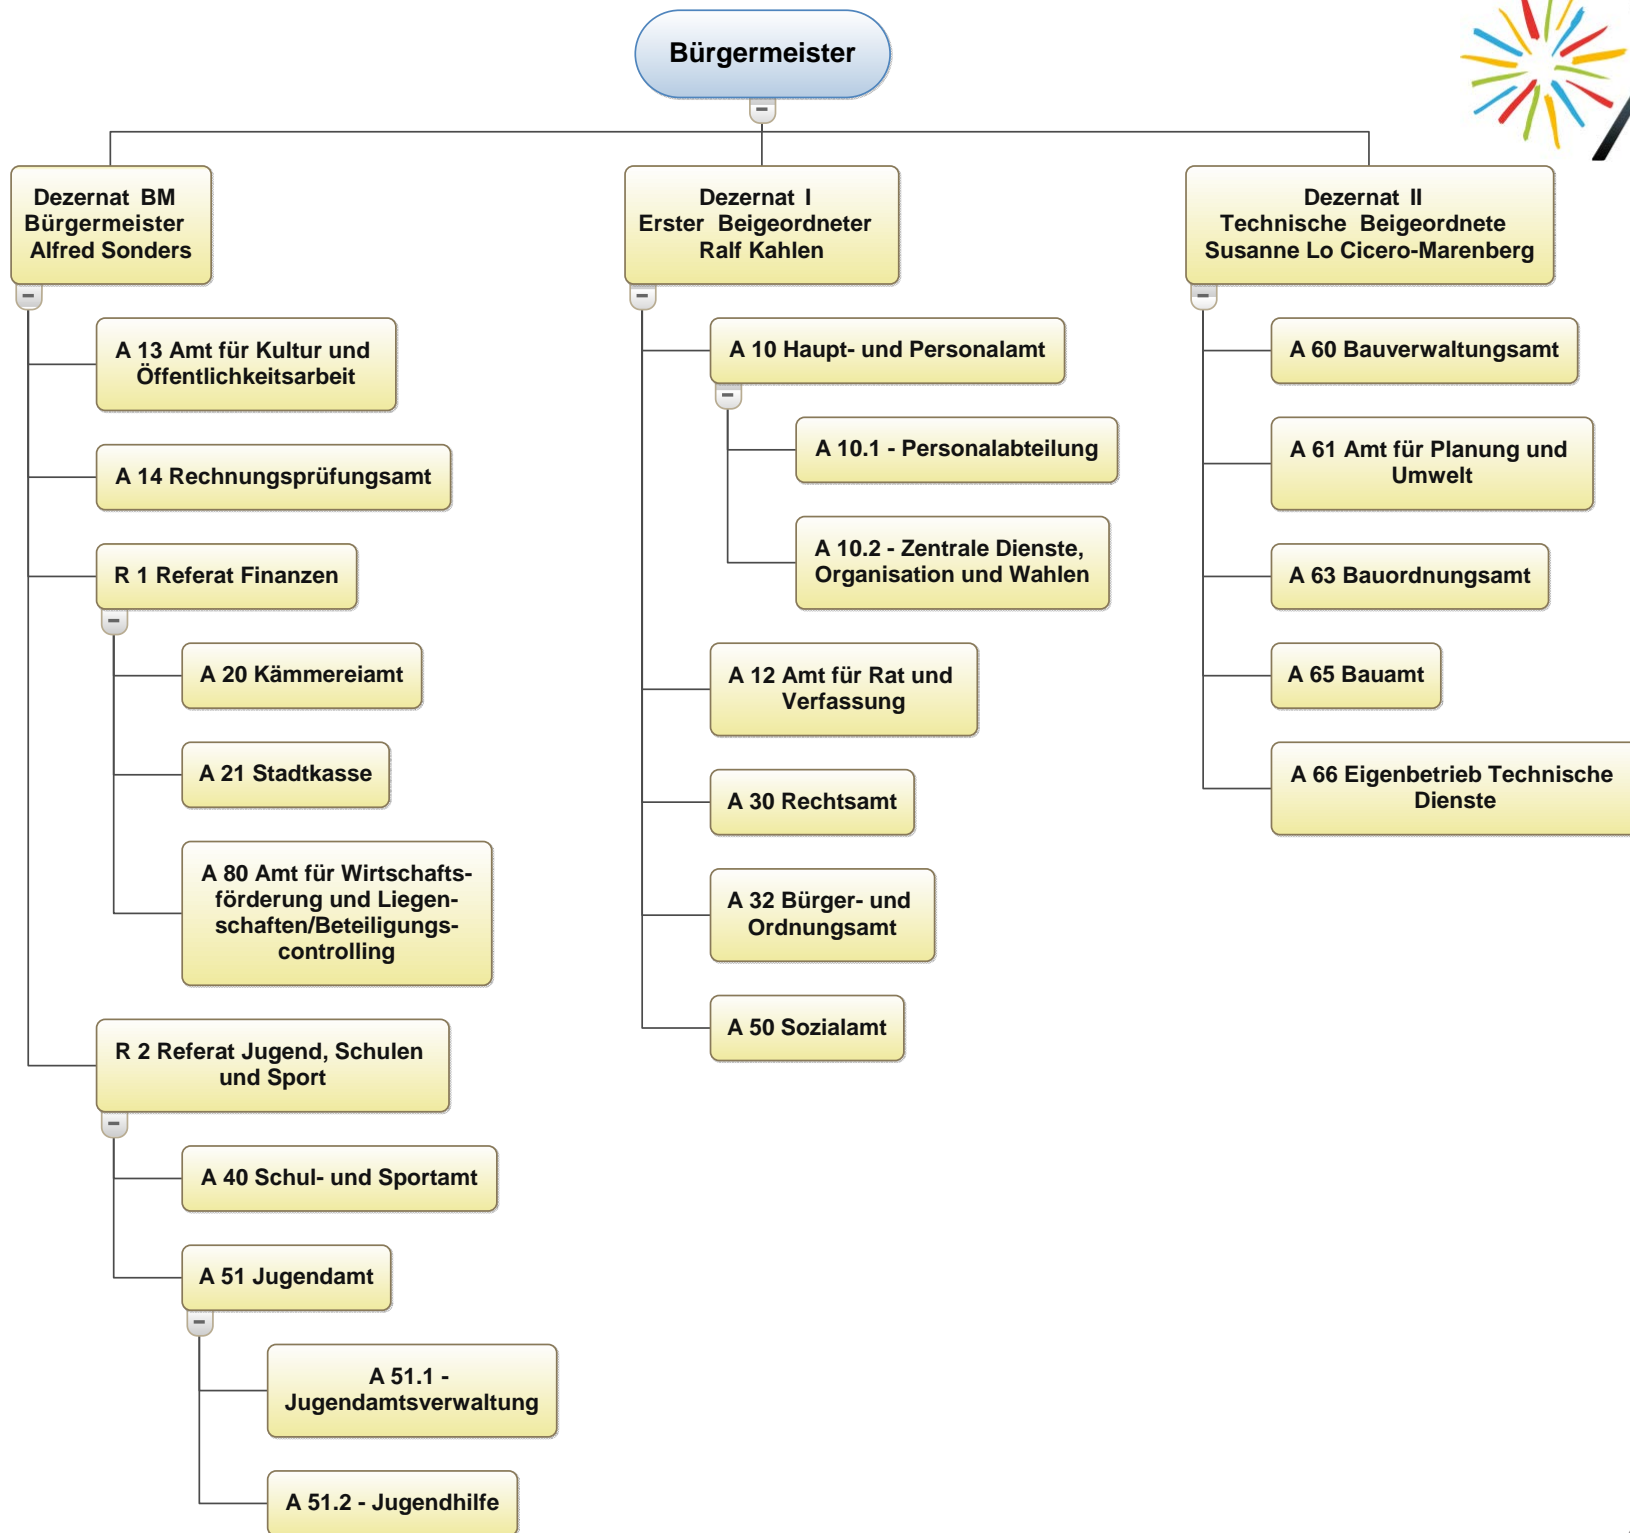 Bürgermeister
Dezernat BM
Bürgermeister
Alfred Sonders
A 13 Amt für Kultur und
Öffentlichkeitsarbeit
A 14 Rechnungsprüfungsamt
R 1 Referat Finanzen
A 20 Kämmereiamt
A 21 Stadtkasse
A 80 Amt für Wirtschafts-
förderung und Liegen-
schaften/Beteiligungs-
controlling
R 2 Referat Jugend, Schulen
und Sport
A 40 Schul- und Sportamt
A 51 Jugendamt
A 51.1 -
Jugendamtsverwaltung
A 51.2 - Jugendhilfe
Dezernat I
Erster Beigeordneter
Ralf Kahlen
A 10 Haupt- und Personalamt
A 10.1 - Personalabteilung
A 10.2 - Zentrale Dienste,
Organisation und Wahlen
A 12 Amt für Rat und
Verfassung
A 30 Rechtsamt
A 32 Bürger- und
Ordnungsamt
A 50 Sozialamt
Dezernat II
Technische Beigeordnete
Susanne Lo Cicero-Marenberg
A 60 Bauverwaltungsamt
A 61 Amt für Planung und
Umwelt
A 63 Bauordnungsamt
A 65 Bauamt
A 66 Eigenbetrieb Technische
Dienste